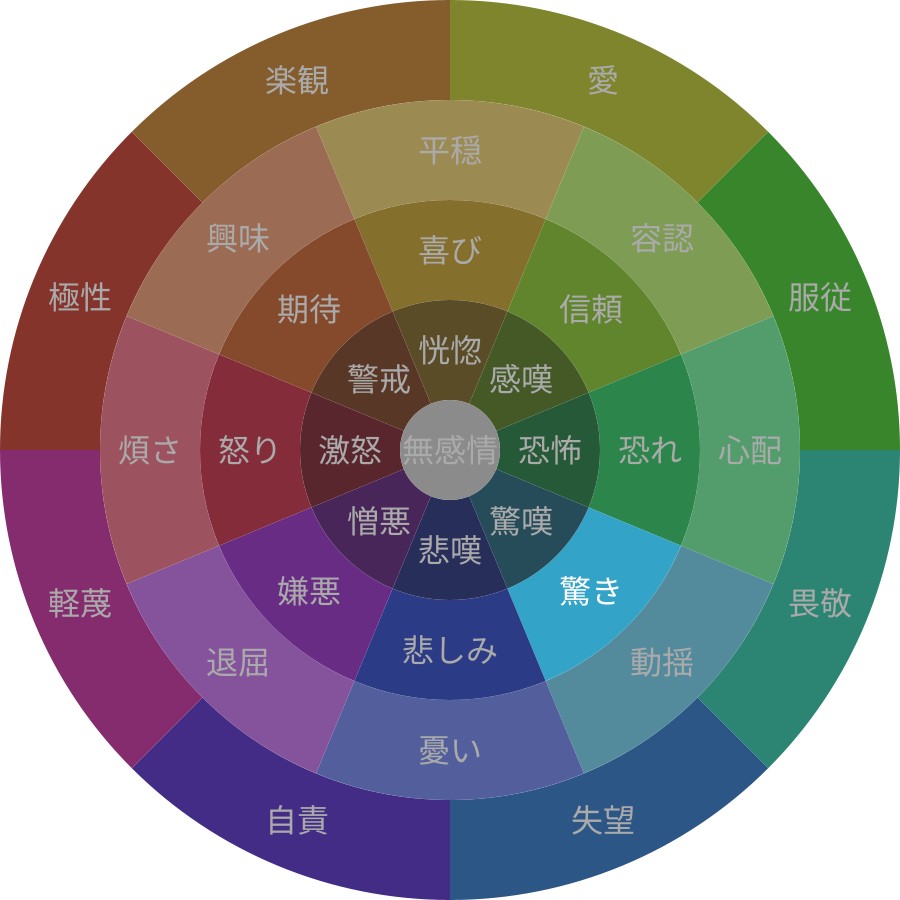 楽観
愛
平穏
興味
容認
喜び
極性
服従
期待
信頼
恍惚
警戒
感嘆
煩さ
怒り
激怒
無感情
恐怖
恐れ
心配
憎悪
驚嘆
悲嘆
嫌悪
驚き
軽蔑
畏敬
悲しみ
退屈
動揺
憂い
自責
失望